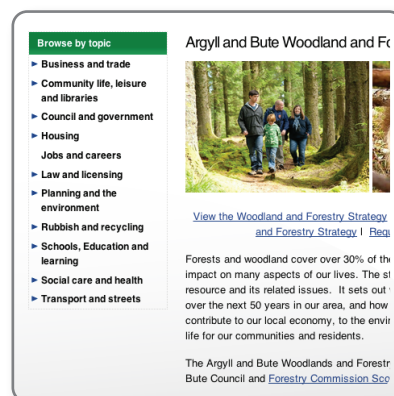 Browse by topic
Business and trade
Community life, leisure
and libraries
Council and government
Housing
Jobs and careers
Law and licensing
Planning and the
environment
Rubbish and recycling
Schools, Education and
learning
Social care and health
Transport and streets
Argyll and Bute Woodland and Fo
View the Woodland and Forestry Strategy
and Forestry Strategy | Requ
Forests and woodland cover over 30% of the
impact on many aspects of our lives. The st
resource and its related issues. It sets out
over the next 50 years in our area, and how
contribute to our local economy, to the envir
life for our communities and residents.
The Argyll and Bute Woodlands and Forestr
Bute Council and Forestry Commission Sco